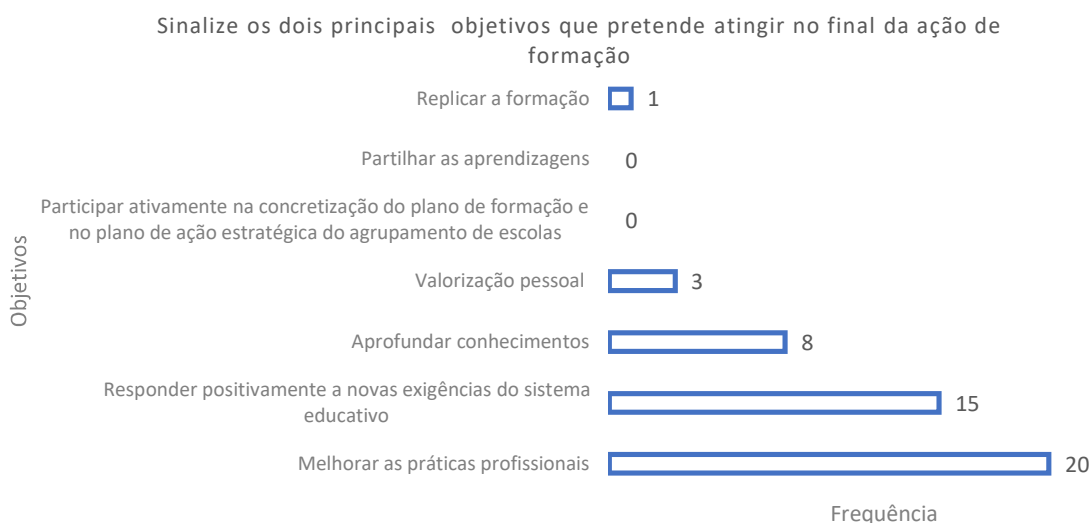 Sinalize os dois principais  objetivos que pretende atingir no final da ação de
formação
Replicar a formação 1
Partilhar as aprendizagens 0
Participar ativamente na concretização do plano de formação e
no plano de ação estratégica do agrupamento de escolas 0
Valorização pessoal 3
Aprofundar conhecimentos 8
Responder positivamente a novas exigências do sistema
educativo 15
Melhorar as práticas profissionais 20
Objetivos
Frequência